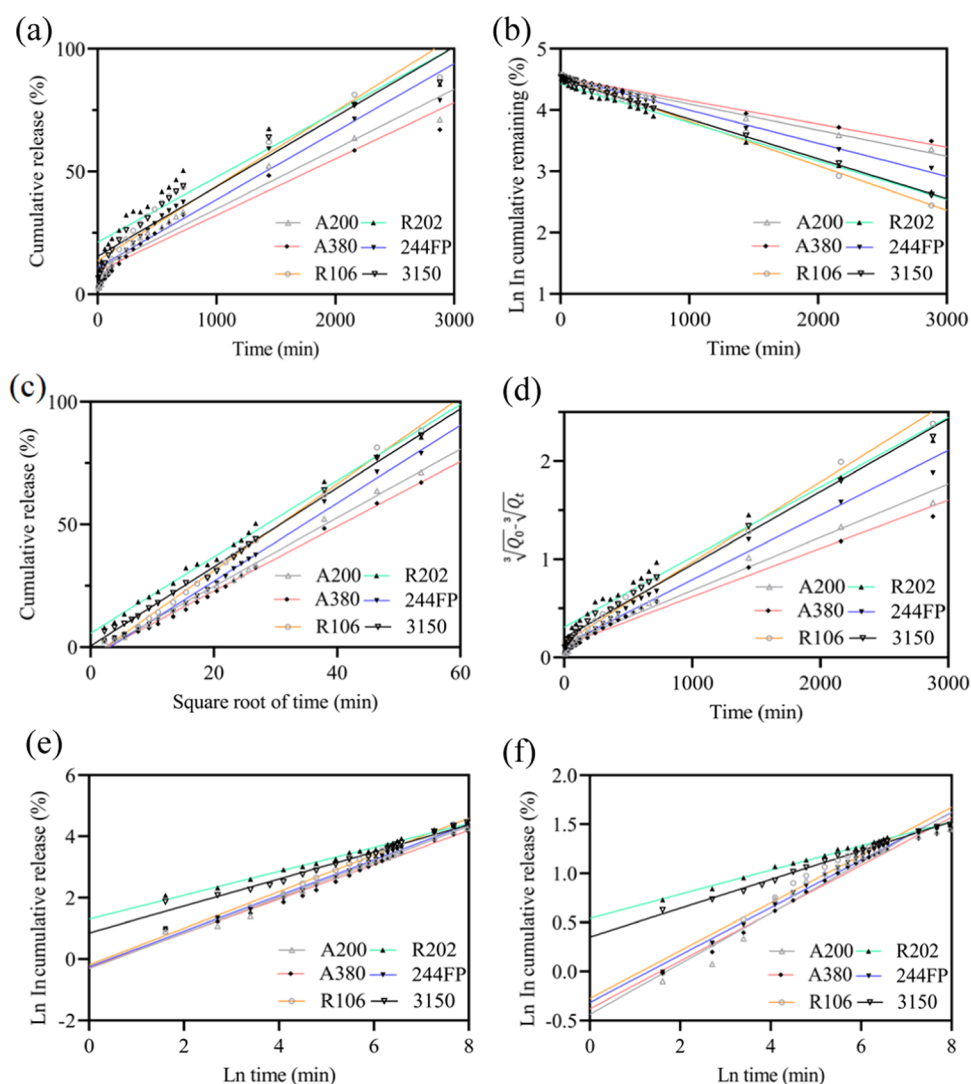 (a)
100
50
0
0 1000 2000 3000
Cumulative release (%)
Time (min)
A200 R202
A380 244FP
R106 3150
(b)
5
4
3
2
1
0 1000 2000 3000
Ln In cumulative remaining (%)
Time (min)
A200 R202
A380 244FP
R106 3150
(c)
100
50
0
0 20 40 60
Cumulative release (%)
Square root of time (min)
A200 R202
A380 244FP
R106 3150
(d)
2
1
0
0 1000 2000 3000
∛Q₀-∛Qₜ
Time (min)
A200 R202
A380 244FP
R106 3150
(e)
6
4
2
0
-2
0 2 4 6 8
Ln In cumulative release (%)
Ln time (min)
A200 R202
A380 244FP
R106 3150
(f)
2.0
1.5
1.0
0.5
0.0
-0.5
0 2 4 6 8
Ln In cumulative release (%)
Ln time (min)
A200 R202
A380 244FP
R106 3150